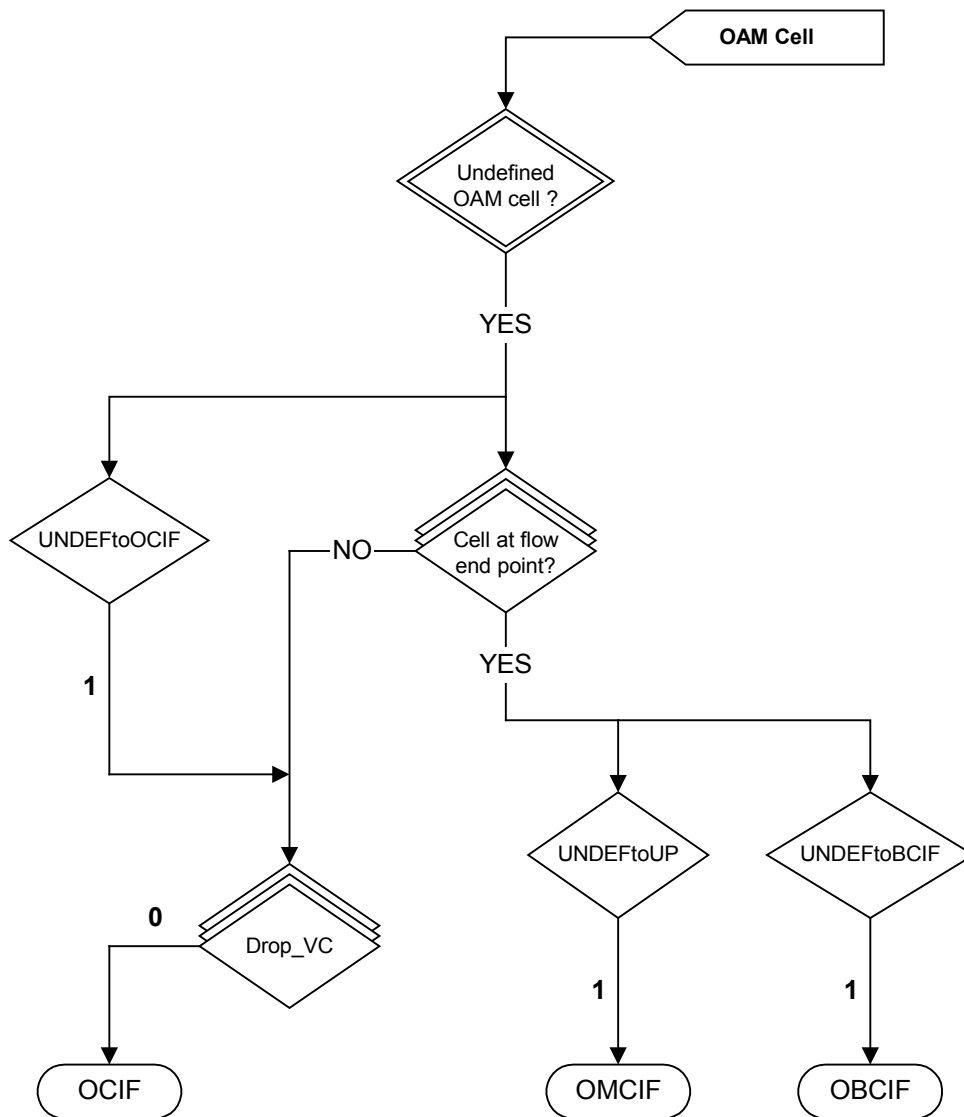 OAM Cell
Undefined
OAM cell ?
YES
UNDEFtoOCIF
NO
Cell at flow
end point?
YES
1
UNDEFtoUP
UNDEFtoBCIF
0
Drop_VC
1
1
OCIF
OMCIF
OBCIF